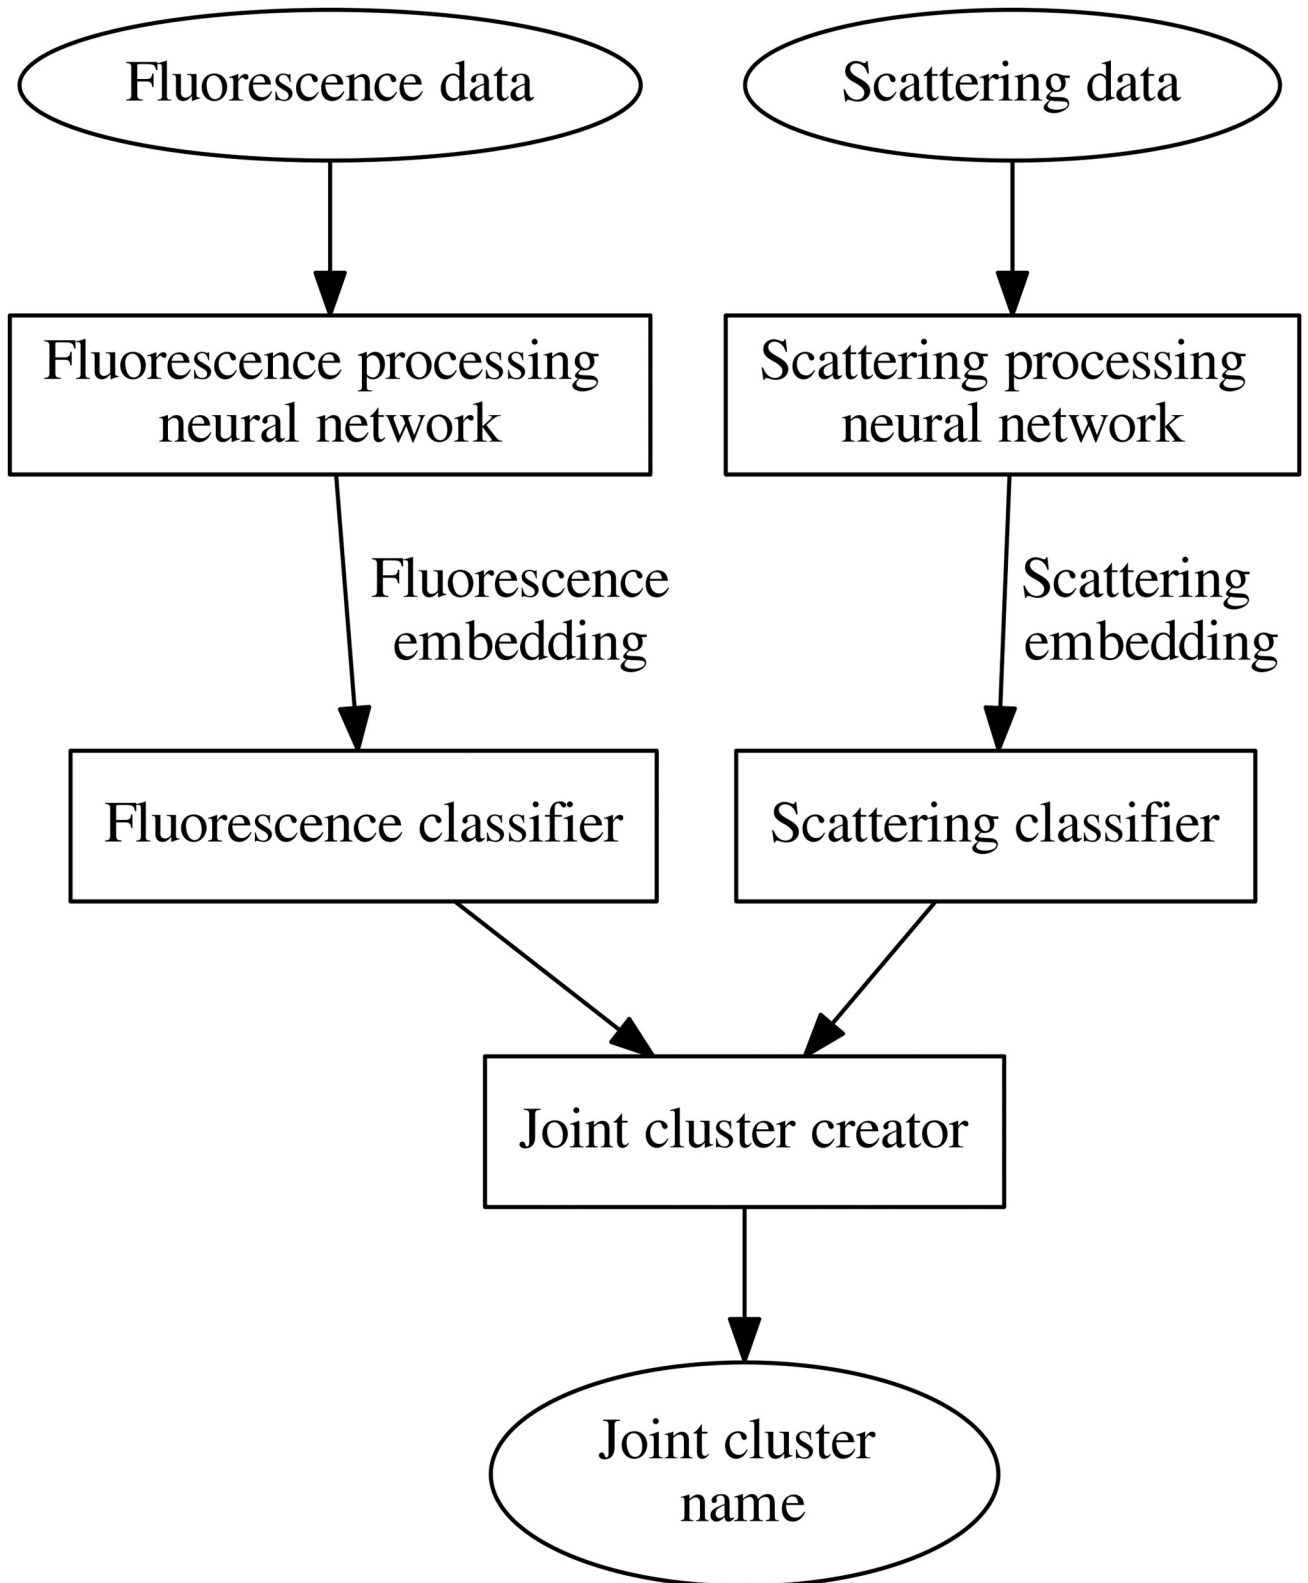 Fluorescence data
Scattering data
Fluorescence processing
neural network
Scattering processing
neural network
Fluorescence
embedding
Scattering
embedding
Fluorescence classifier
Scattering classifier
Joint cluster creator
Joint cluster
name